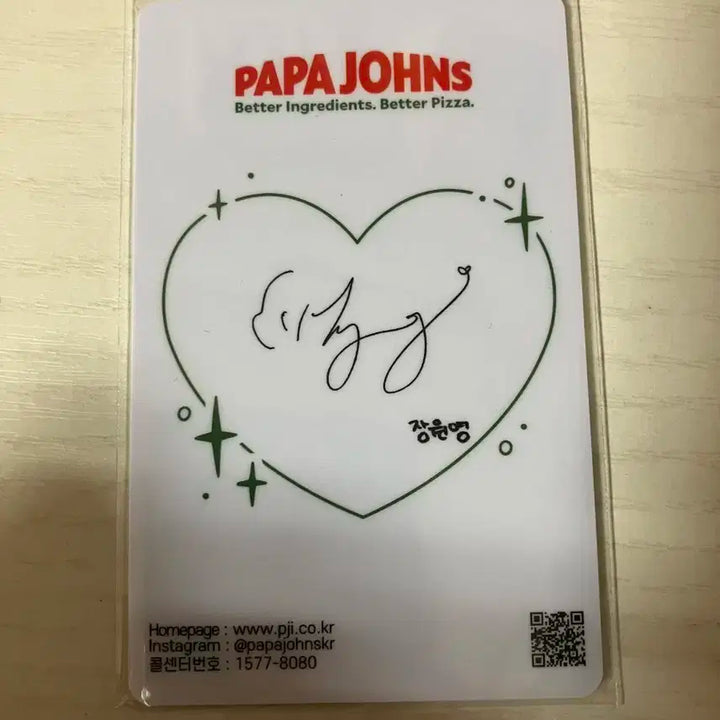 PAPA JOHNS
Better Ingredients. Better Pizza.
장원영
Homepage : www.pji.co.kr
Instagram : @papajohnskr
콜센터번호 : 1577-8080